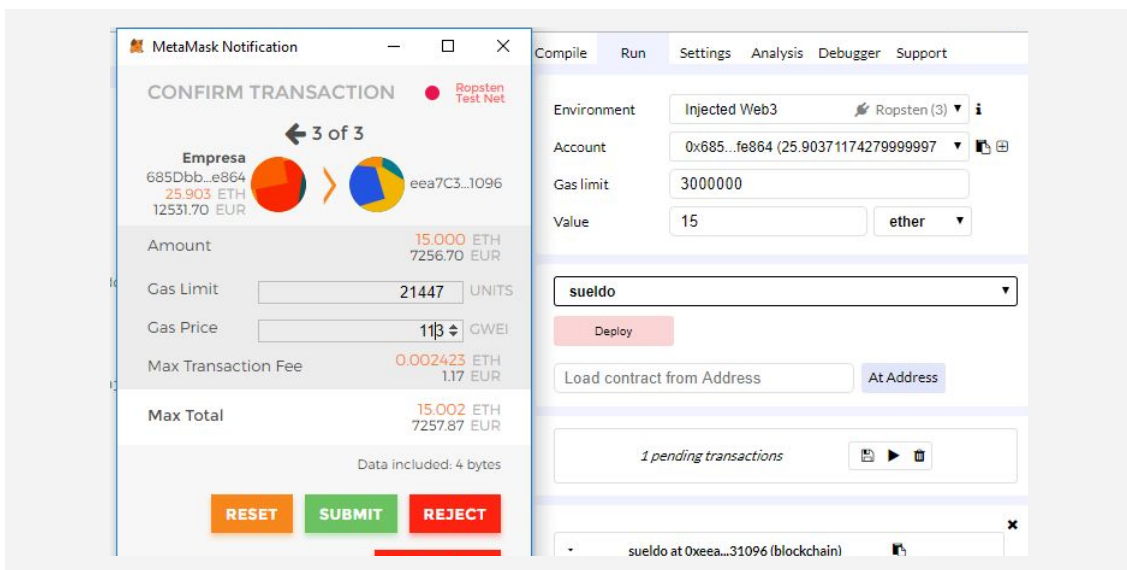 MetaMask Notification
CONFIRM TRANSACTION
Ropsten
Test Net
3 of 3
Empresa
685Dbb...e864
25.903 ETH
12531.70 EUR
eea7C3...1096
Amount
15.000 ETH
7256.70 EUR
Gas Limit
21447 UNITS
Gas Price
113 GWEI
Max Transaction Fee
0.002423 ETH
1.17 EUR
Max Total
15.002 ETH
7257.87 EUR
Data included: 4 bytes
RESET SUBMIT REJECT
Compile Run Settings Analysis Debugger Support
Environment Injected Web3 Ropsten (3) i
Account 0x685...fe864 (25.90371174279999997
Gas limit 3000000
Value 15 ether
sueldo
Deploy
Load contract from Address At Address
1 pending transactions
sueldo at 0xeea...31096 (blockchain)